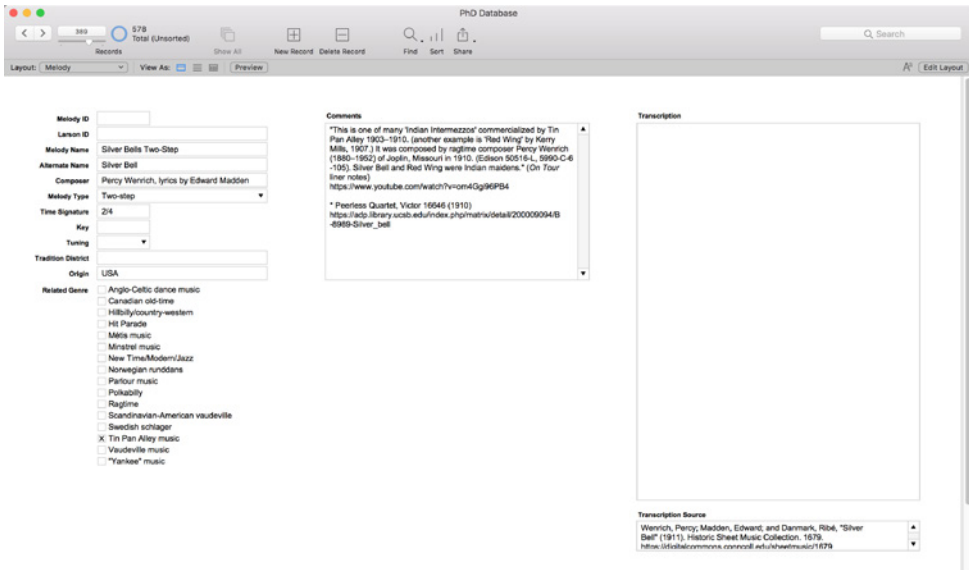 PhD Database
389
578
Total (Unsorted)
Records
Show All
New Record
Delete Record
Find
Sort
Share
Search
Layout: Melody
View As:
Preview
Edit Layout
Melody ID
Larson ID
Melody Name Silver Bells Two-Step
Alternate Name Silver Bell
Composer Percy Wenrich, lyrics by Edward Madden
Melody Type Two-step
Time Signature 2/4
Key
Tuning
Tradition District
Origin USA
Related Genre
Anglo-Celtic dance music
Canadian old-time
Hillbilly/country-western
Hit Parade
Métis music
Minstrel music
New Time/Modern/Jazz
Norwegian runddans
Parlour music
Polkabilly
Ragtime
Scandinavian-American vaudeville
Swedish schlager
X Tin Pan Alley music
Vaudeville music
"Yankee" music
Comments
"This is one of many 'Indian Intermezzos' commercialized by Tin
Pan Alley 1903–1910. (another example is 'Red Wing' by Kerry
Mills, 1907.) It was composed by ragtime composer Percy Wenrich
(1880–1952) of Joplin, Missouri in 1910. (Edison 50516-L, 5990-C-6
-105). Silver Bell and Red Wing were Indian maidens." (On Tour
liner notes)
https://www.youtube.com/watch?v=om4Ggi96PB4
* Peerless Quartet, Victor 16646 (1910)
https://adp.library.ucsb.edu/index.php/matrix/detail/200009094/B
-8989-Silver_bell
Transcription
Transcription Source
Wenrich, Percy; Madden, Edward; and Danmark, Ribé, "Silver
Bell" (1911). Historic Sheet Music Collection. 1679.
https://digitalcommons.conncoll.edu/sheetmusic/1679